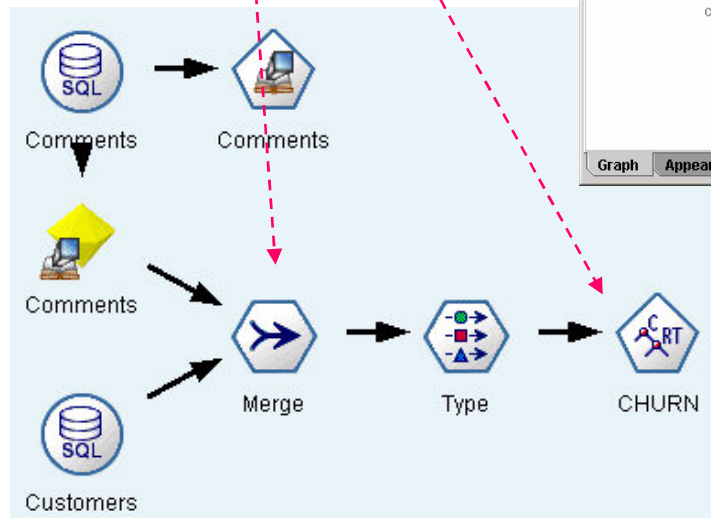 c
Graph Appear
SQL
Comments
Comments
Comments
Merge
-●→
-■→
-▲→
Type
C RT
CHURN
SQL
Customers